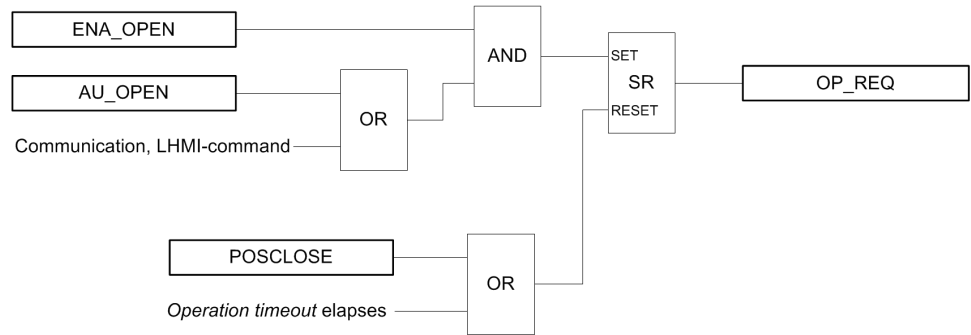 ENA_OPEN
AND
SET
SR
RESET
OP_REQ
AU_OPEN
OR
Communication, LHMI-command
POSCLOSE
OR
Operation timeout elapses